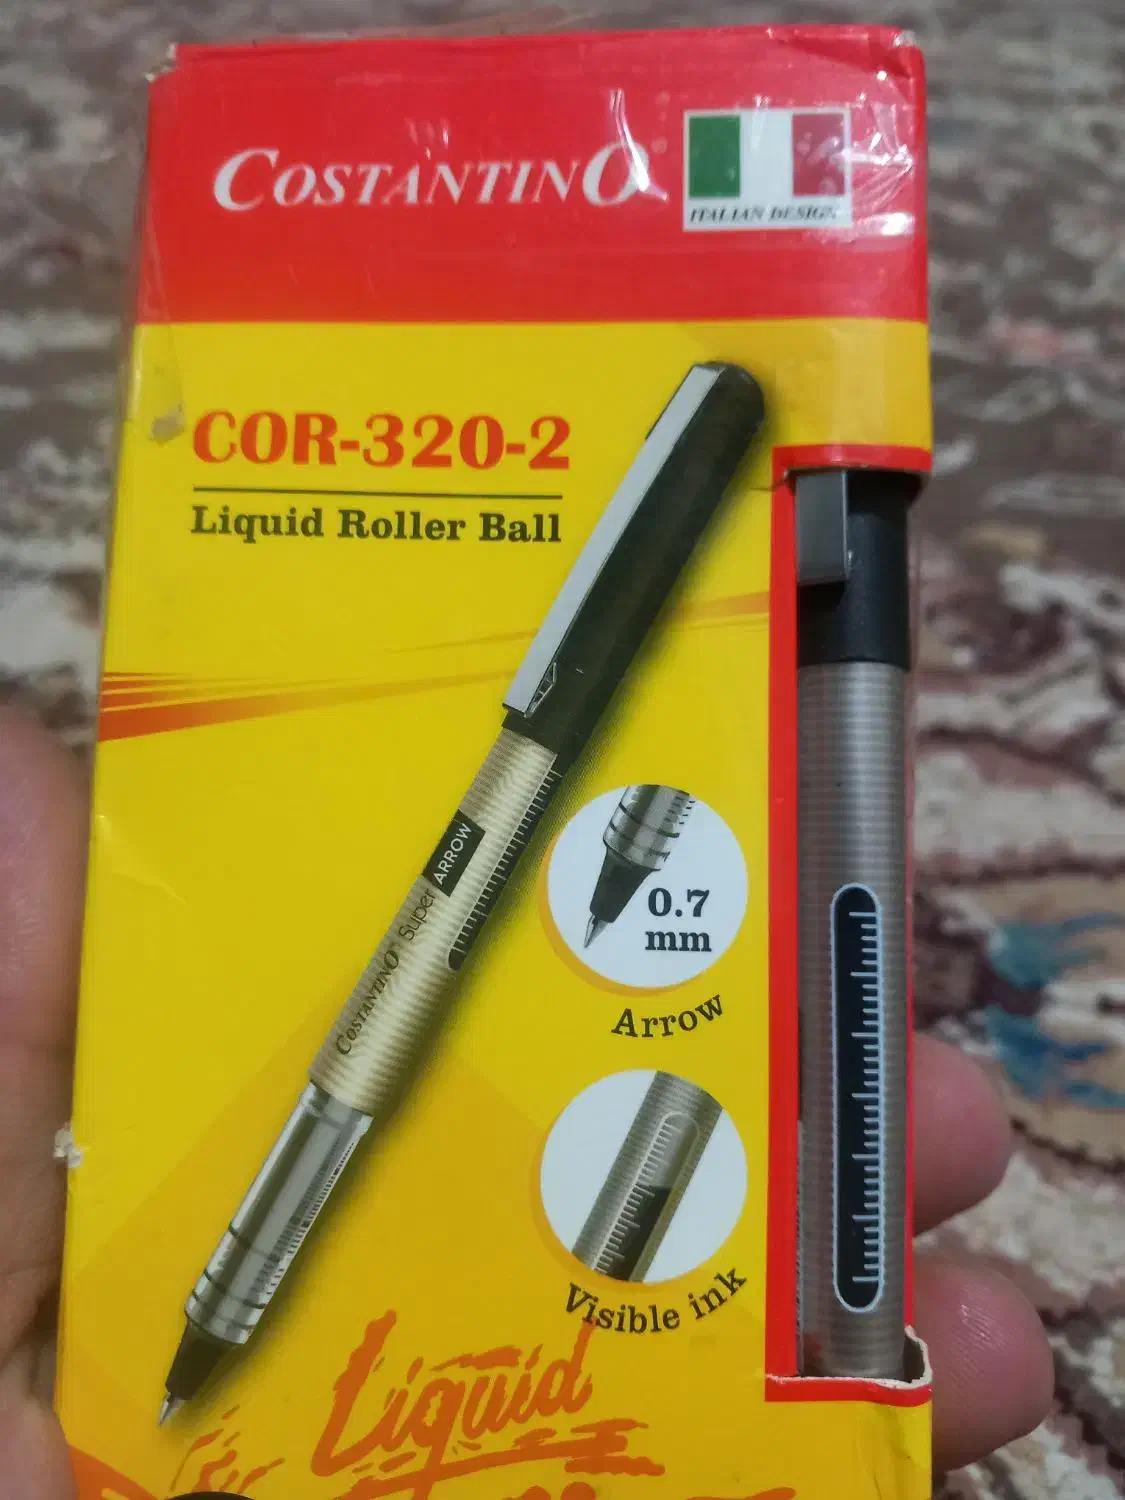 COSTANTINO
ITALIAN DESIGN
COR-320-2
Liquid Roller Ball
COSTANTINO Super ARROW
0.7
mm
Arrow
Visible ink
Liquid